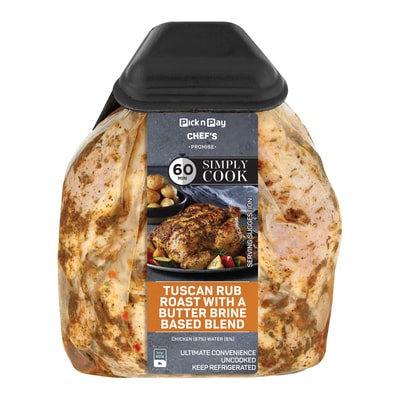 Pick n Pay
CHEF'S
• PROMISE •
60
MIN
SIMPLY
COOK
SERVING SUGGESTION
TUSCAN RUB
ROAST WITH A
BUTTER BRINE
BASED BLEND
CHICKEN (87%) WATER (6%)
ULTIMATE CONVENIENCE
UNCOOKED
KEEP REFRIGERATED